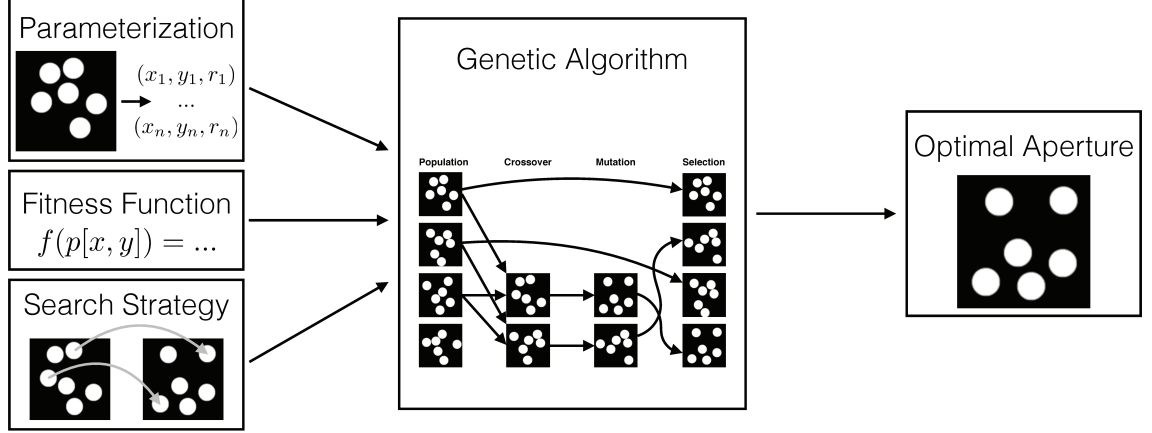 Parameterization
(x₁, y₁, r₁)
...
(xₙ, yₙ, rₙ)
Fitness Function
f(p[x, y]) = ...
Search Strategy
Genetic Algorithm
Population Crossover Mutation Selection
Optimal Aperture